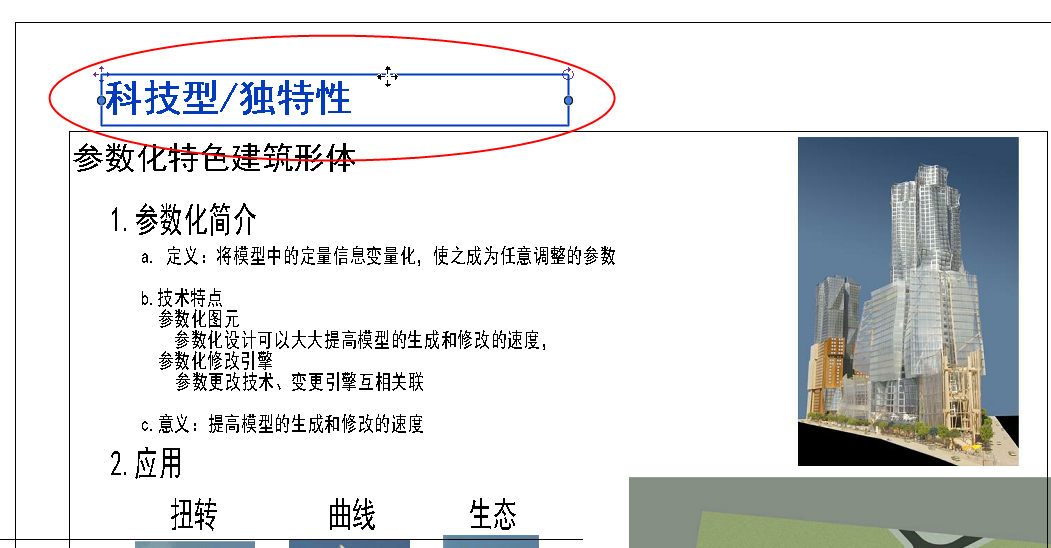 科技型/独特性
参数化特色建筑形体
1.参数化简介
a. 定义：将模型中的定量信息变量化，使之成为任意调整的参数
b.技术特点
参数化图元
参数化设计可以大大提高模型的生成和修改的速度，
参数化修改引擎
参数更改技术、变更引擎互相关联
c.意义：提高模型的生成和修改的速度
2.应用
扭转 曲线 生态